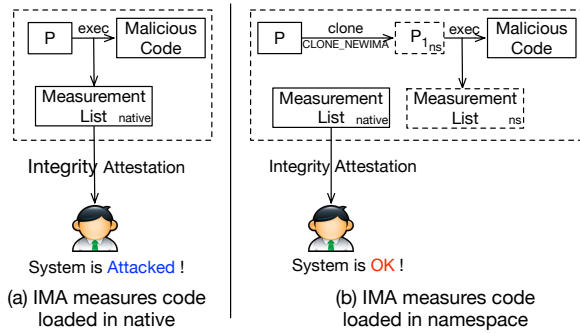 P
exec
Malicious
Code
Measurement
List native
Integrity Attestation
System is Attacked !
(a) IMA measures code
loaded in native
P
clone
CLONE_NEWIMA
P1ns
exec
Malicious
Code
Measurement
List native
Measurement
List ns
Integrity Attestation
System is OK !
(b) IMA measures code
loaded in namespace